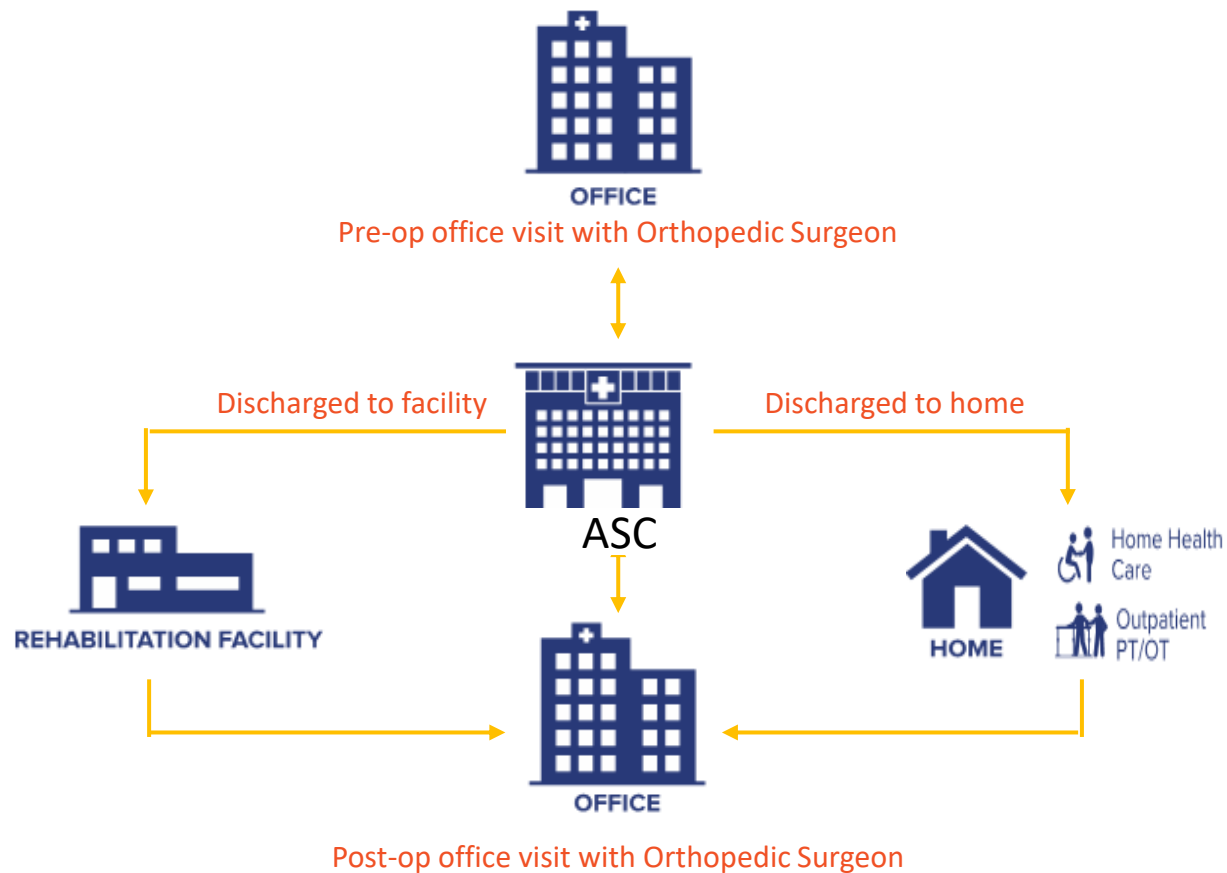 OFFICE
Pre-op office visit with Orthopedic Surgeon
Discharged to facility
Discharged to home
ASC
REHABILITATION FACILITY
HOME
Home Health
Care
Outpatient
PT/OT
OFFICE
Post-op office visit with Orthopedic Surgeon